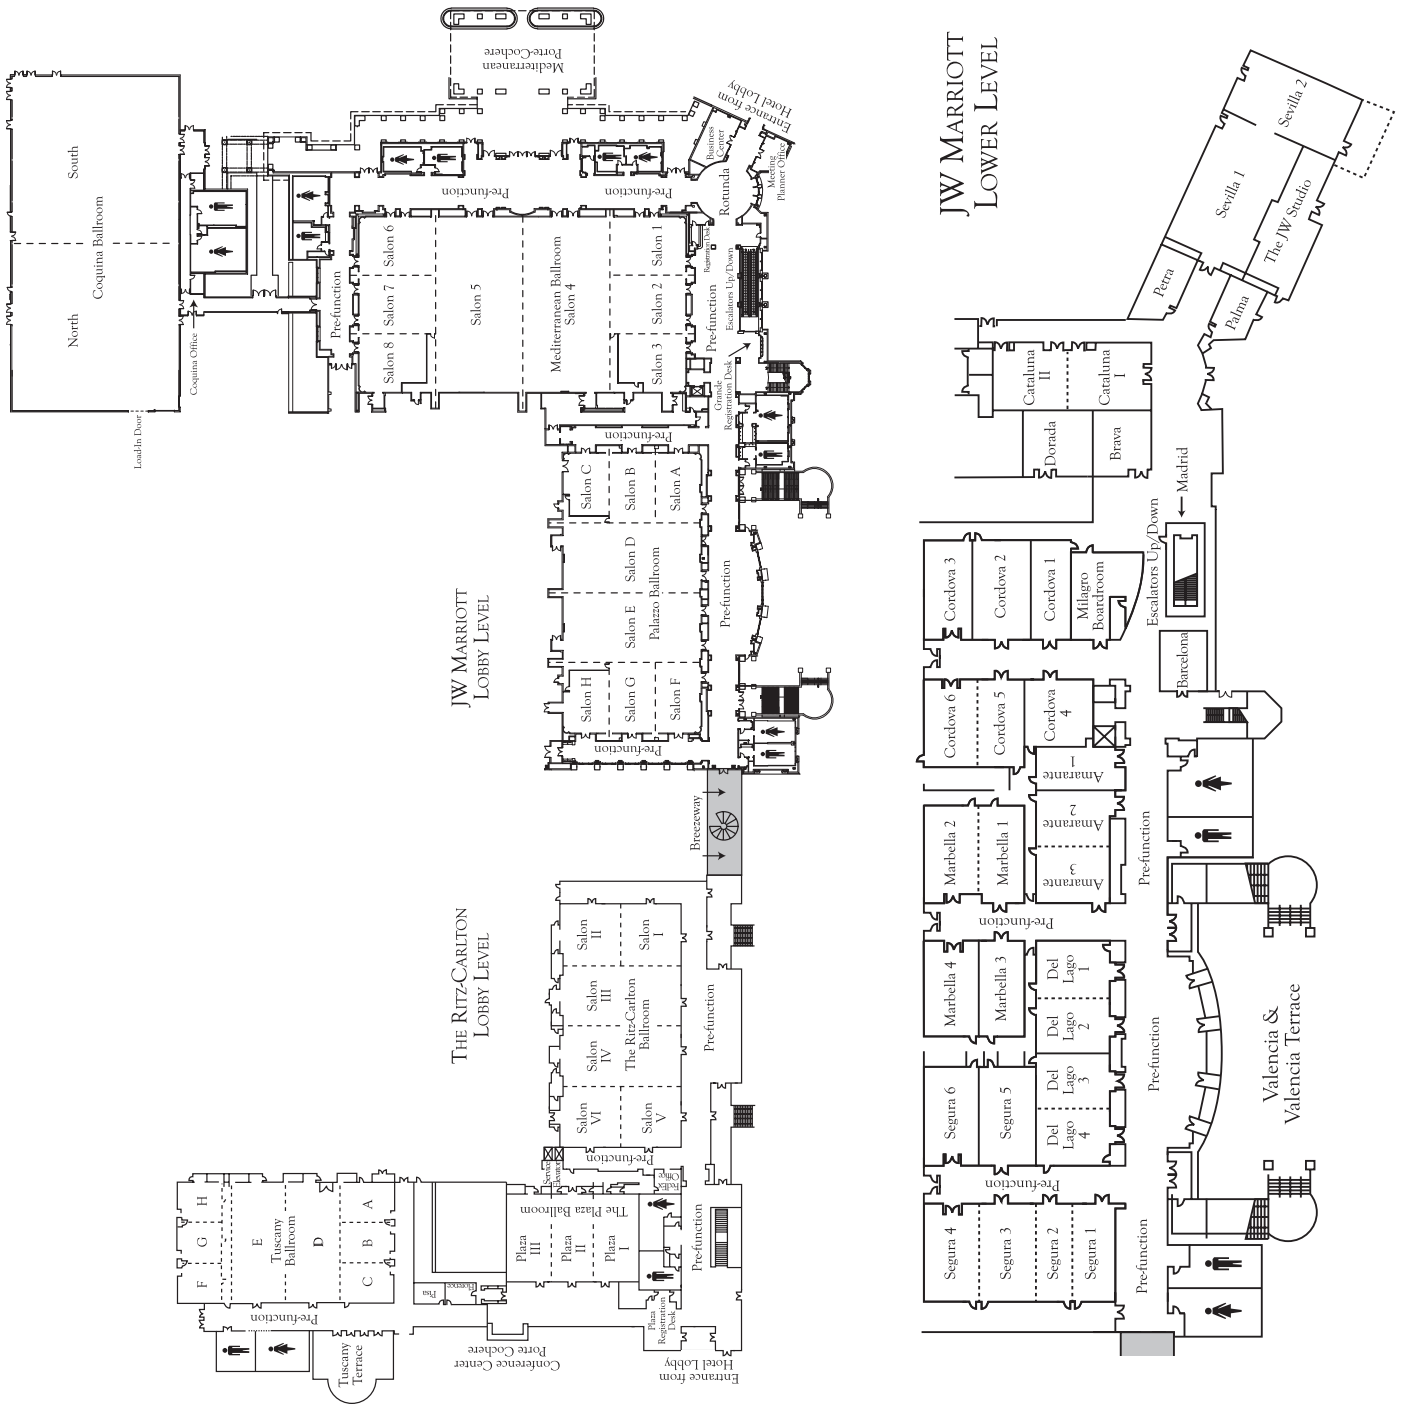 JW MARRIOTT
LOBBY LEVEL
Mediterranean
Porte-Cochere
Entrance from
Hotel Lobby
Business
Center
Meeting
Planner Office
Rotunda
Pre-function
Pre-function
South
Coquina Ballroom
North
Coquina Office
Load-In Door
Pre-function
Salon 6
Salon 7
Salon 8
Salon 5
Mediterranean Ballroom
Salon 4
Salon 1
Salon 2
Salon 3
Registration Desk
Pre-function
Escalators Up/Down
Grande
Registration Desk
Pre-function
Salon C
Salon B
Salon A
Salon D
Salon E
Palazzo Ballroom
Salon H
Salon G
Salon F
Pre-function
Pre-function
Breezeway
THE RITZ-CARLTON
LOBBY LEVEL
Salon
II
Salon
I
Salon
III
Salon
IV
The Ritz-Carlton
Ballroom
Salon
VI
Salon
V
Pre-function
Pre-function
Service
Elevator
FedEx
Office
The Plaza Ballroom
Plaza
III
Plaza
II
Plaza
I
Pre-function
Plaza
Registration
Desk
Entrance from
Hotel Lobby
Conference Center
Porte Cochere
Pisa
Florence
H
G
F
E
Tuscany
Ballroom
D
A
B
C
Pre-function
Tuscany
Terrace
JW MARRIOTT
LOWER LEVEL
Sevilla 2
Sevilla 1
The JW Studio
Petra
Palma
Cataluna
II
Cataluna
I
Dorada
Brava
Madrid
Escalators Up/Down
Cordova 3
Cordova 2
Cordova 1
Milagro
Boardroom
Barcelona
Cordova 6
Cordova 5
Cordova
4
Amarante
1
Amarante
2
Amarante
3
Marbella 2
Marbella 1
Pre-function
Pre-function
Marbella 4
Marbella 3
Del
Lago
1
Del
Lago
2
Del
Lago
3
Del
Lago
4
Segura 6
Segura 5
Pre-function
Pre-function
Segura 4
Segura 3
Segura 2
Segura 1
Pre-function
Valencia &
Valencia Terrace